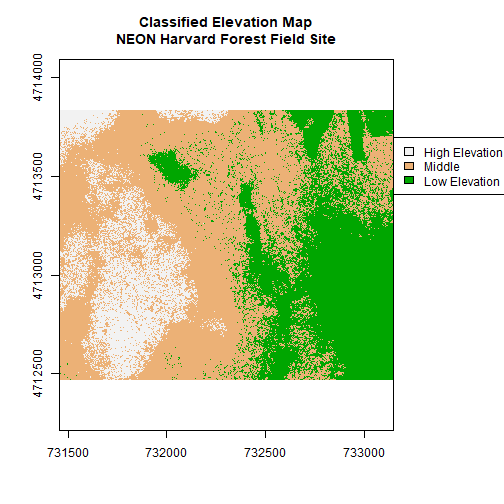 Classified Elevation Map
NEON Harvard Forest Field Site
4714000
4713500
4713000
4712500
High Elevation
Middle
Low Elevation
731500 732000 732500 733000